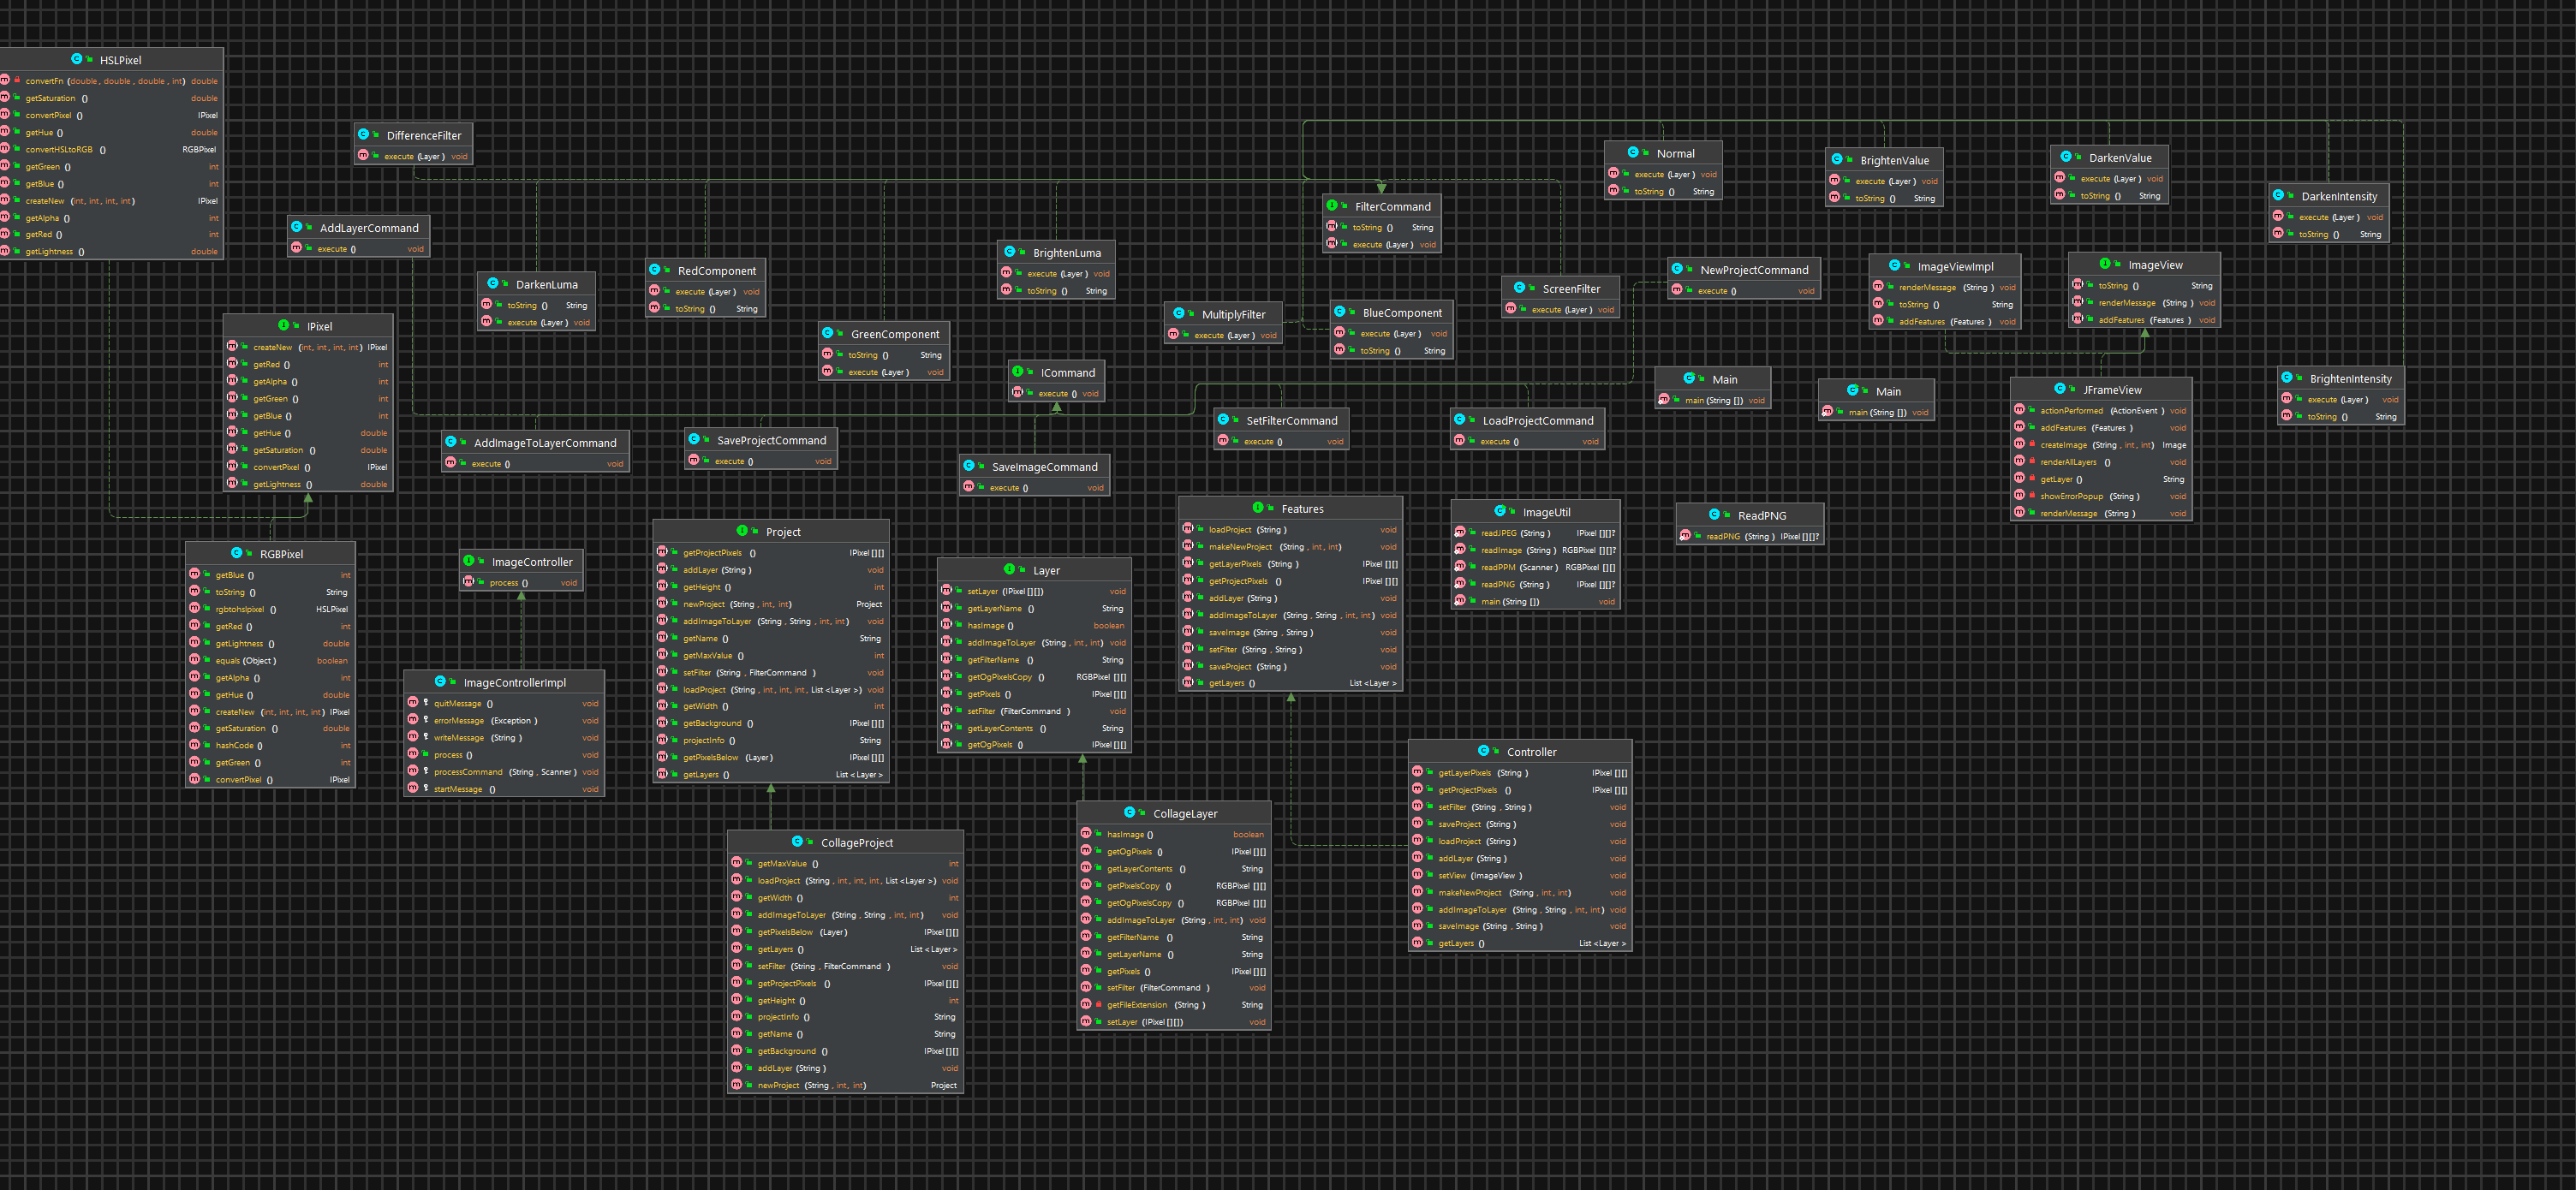 HSLPixel
convertFn (double, double, double, int) double
getSaturation () double
convertPixel () IPixel
getHue () double
convertHSLtoRGB () RGBPixel
getGreen () int
getBlue () int
createNew (int, int, int, int) IPixel
getAlpha () int
getRed () int
getLightness () double
DifferenceFilter
execute (Layer) void
AddLayerCommand
execute () void
DarkenLuma
toString () String
execute (Layer) void
RedComponent
execute (Layer) void
toString () String
GreenComponent
toString () String
execute (Layer) void
BrightenLuma
execute (Layer) void
toString () String
MultiplyFilter
execute (Layer) void
FilterCommand
toString () String
execute (Layer) void
BlueComponent
execute (Layer) void
toString () String
ScreenFilter
execute (Layer) void
Normal
execute (Layer) void
toString () String
BrightenValue
execute (Layer) void
toString () String
DarkenValue
execute (Layer) void
toString () String
DarkenIntensity
execute (Layer) void
toString () String
NewProjectCommand
execute () void
ImageViewImpl
renderMessage (String) void
toString () String
addFeatures (Features) void
ImageView
toString () String
renderMessage (String) void
addFeatures (Features) void
IPixel
createNew (int, int, int, int) IPixel
getRed () int
getAlpha () int
getGreen () int
getBlue () int
getHue () double
getSaturation () double
convertPixel () IPixel
getLightness () double
ICommand
execute () void
AddImageToLayerCommand
execute () void
SaveProjectCommand
execute () void
SaveImageCommand
execute () void
SetFilterCommand
execute () void
LoadProjectCommand
execute () void
Main
main (String []) void
Main
main (String []) void
JFrameView
actionPerformed (ActionEvent) void
addFeatures (Features) void
createImage (String, int, int) Image
renderAllLayers () void
getLayer () String
showErrorPopup (String) void
renderMessage (String) void
BrightenIntensity
execute (Layer) void
toString () String
RGBPixel
getBlue () int
toString () String
rgbtohslpixel () HSLPixel
getRed () int
getLightness () double
equals (Object) boolean
getAlpha () int
getHue () double
createNew (int, int, int, int) IPixel
getSaturation () double
hashCode () int
getGreen () int
convertPixel () IPixel
ImageController
process () void
ImageControllerImpl
quitMessage () void
errorMessage (Exception) void
writeMessage (String) void
process () void
processCommand (String, Scanner) void
startMessage () void
Project
getProjectPixels () IPixel [][]
addLayer (String) void
getHeight () int
newProject (String, int, int) Project
addImageToLayer (String, String, int, int) void
getName () String
getMaxValue () int
setFilter (String, FilterCommand) void
loadProject (String, int, int, int, List <Layer>) void
getWidth () int
getBackground () IPixel [][]
projectInfo () String
getPixelsBelow (Layer) IPixel [][]
getLayers () List <Layer>
Layer
setLayer (IPixel [][]) void
getLayerName () String
hasImage () boolean
addImageToLayer (String, int, int) void
getFilterName () String
getOgPixelsCopy () RGBPixel [][]
getPixels () IPixel [][]
setFilter (FilterCommand) void
getLayerContents () String
getOgPixels () IPixel [][]
Features
loadProject (String) void
makeNewProject (String, int, int) void
getLayerPixels (String) IPixel [][]
getProjectPixels () IPixel [][]
addLayer (String) void
addImageToLayer (String, String, int, int) void
saveImage (String, String) void
setFilter (String, String) void
saveProject (String) void
getLayers () List <Layer>
ImageUtil
readJPEG (String) IPixel [][]?
readImage (String) RGBPixel [][]?
readPPM (Scanner) RGBPixel [][]
readPNG (String) IPixel [][]?
main (String []) void
ReadPNG
readPNG (String) IPixel [][]?
CollageProject
getMaxValue () int
loadProject (String, int, int, int, List <Layer>) void
getWidth () int
addImageToLayer (String, String, int, int) void
getPixelsBelow (Layer) IPixel [][]
getLayers () List <Layer>
setFilter (String, FilterCommand) void
getProjectPixels () IPixel [][]
getHeight () int
projectInfo () String
getName () String
getBackground () IPixel [][]
addLayer (String) void
newProject (String, int, int) Project
CollageLayer
hasImage () boolean
getOgPixels () IPixel [][]
getLayerContents () String
getPixelsCopy () RGBPixel [][]
getOgPixelsCopy () RGBPixel [][]
addImageToLayer (String, int, int) void
getFilterName () String
getLayerName () String
getPixels () IPixel [][]
setFilter (FilterCommand) void
getFileExtension (String) String
setLayer (IPixel [][]) void
Controller
getLayerPixels (String) IPixel [][]
getProjectPixels () IPixel [][]
setFilter (String, String) void
saveProject (String) void
loadProject (String) void
addLayer (String) void
setView (ImageView) void
makeNewProject (String, int, int) void
addImageToLayer (String, String, int, int) void
saveImage (String, String) void
getLayers () List <Layer>